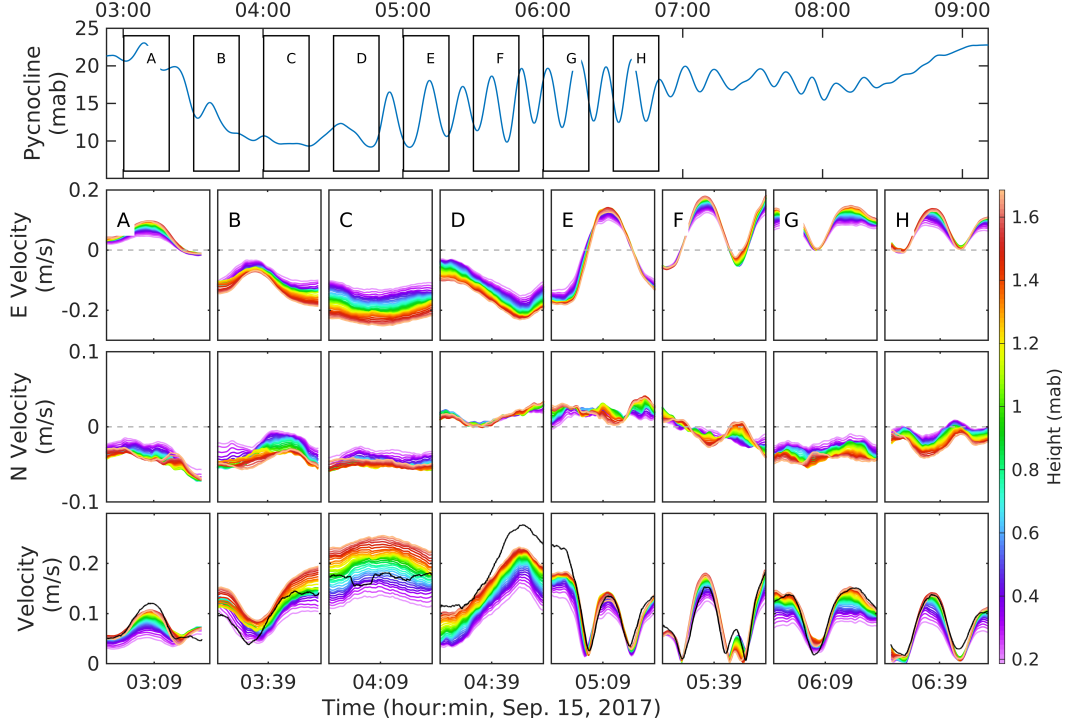 03:00 04:00 05:00 06:00 07:00 08:00 09:00
Pycnocline
(mab)
25
20
15
10
A B C D E F G H
E Velocity
(m/s)
0.2
0
-0.2
A B C D E F G H
N Velocity
(m/s)
0.1
0
-0.1
Velocity
(m/s)
0.2
0.1
0
03:09 03:39 04:09 04:39 05:09 05:39 06:09 06:39
Time (hour:min, Sep. 15, 2017)
1.6
1.4
1.2
1
0.8
0.6
0.4
0.2
Height (mab)